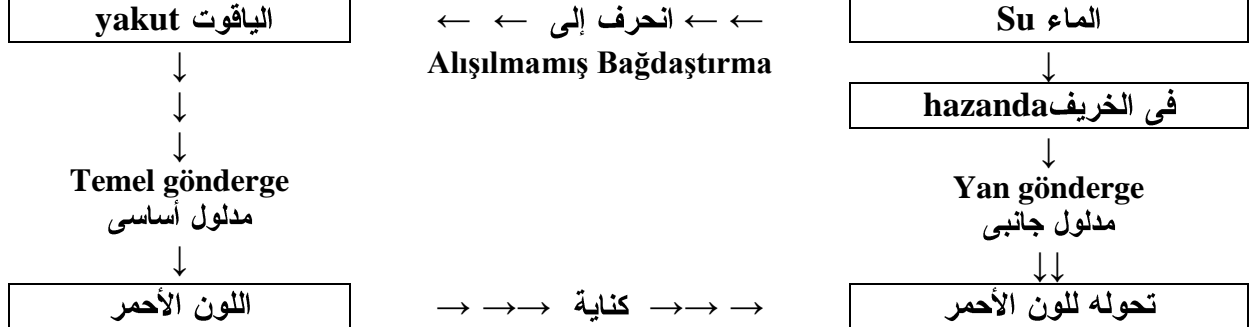 الماء Su
← ← انحرف إلى ← ←
الياقوت yakut
Alışılmamış Bağdaştırma
↓
↓
فى الخريفhazanda
↓
↓
↓
Yan gönderge
Temel gönderge
مدلول جانبى
مدلول أساسى
↓↓
↓
تحوله للون الأحمر
→ →→ كناية →→ →
اللون الأحمر